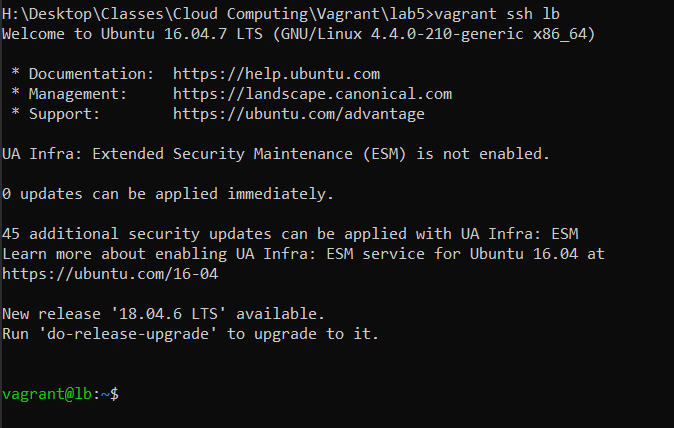 H:\Desktop\Classes\Cloud Computing\Vagrant\lab5>vagrant ssh lb
Welcome to Ubuntu 16.04.7 LTS (GNU/Linux 4.4.0-210-generic x86_64)
* Documentation:  https://help.ubuntu.com
* Management:     https://landscape.canonical.com
* Support:        https://ubuntu.com/advantage
UA Infra: Extended Security Maintenance (ESM) is not enabled.
0 updates can be applied immediately.
45 additional security updates can be applied with UA Infra: ESM
Learn more about enabling UA Infra: ESM service for Ubuntu 16.04 at
https://ubuntu.com/16-04
New release '18.04.6 LTS' available.
Run 'do-release-upgrade' to upgrade to it.
vagrant@lb:~$